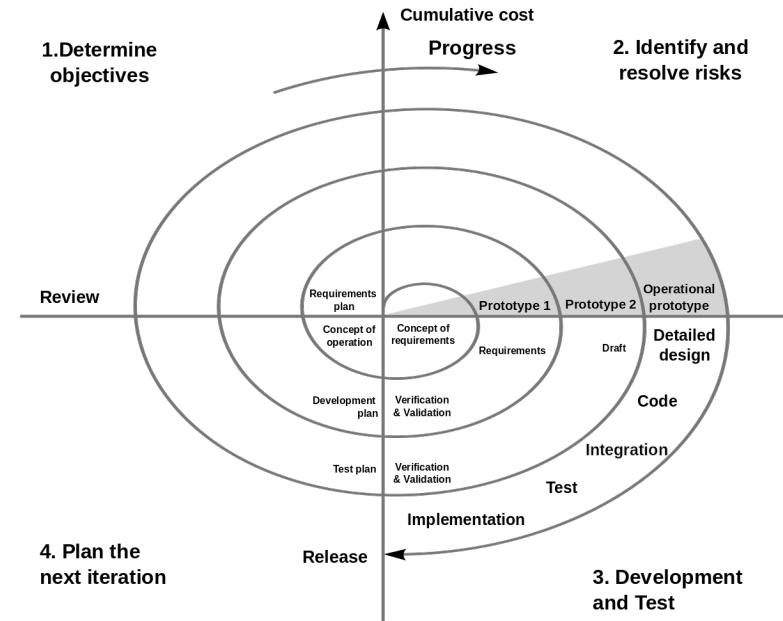 Cumulative cost
Progress
1.Determine
objectives
2. Identify and
resolve risks
Review
Requirements
plan
Prototype 1
Prototype 2
Operational
prototype
Concept of
operation
Concept of
requirements
Requirements
Draft
Detailed
design
Development
plan
Verification
& Validation
Code
Test plan
Verification
& Validation
Integration
Test
Implementation
Release
4. Plan the
next iteration
3. Development
and Test